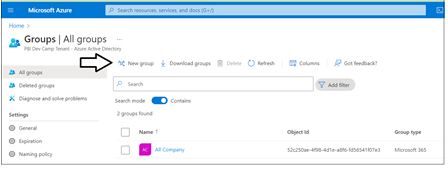 Microsoft Azure
Search resources, services, and docs (G+/)
Home >
Groups | All groups ...
PBI Dev Camp Tenant - Azure Active Directory
All groups
Deleted groups
Diagnose and solve problems
Settings
General
Expiration
Naming policy
New group
Download groups
Delete
Refresh
Columns
Got feedback?
Search
Add filter
Search mode
Contains
2 groups found
Name ↑
Object Id
Group type
AC
All Company
52c250ae-4f98-4d1e-a8f6-fd56541f07e3
Microsoft 365